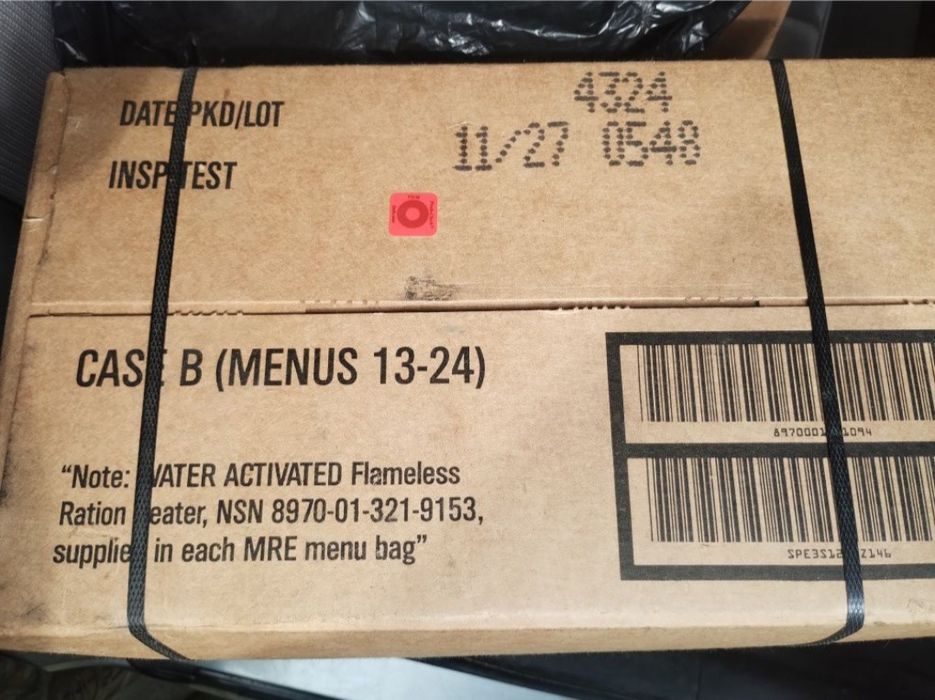 DATE PKD/LOT
4324
INSP TEST
11/27 0548
CASE B (MENUS 13-24)
"Note: WATER ACTIVATED Flameless
Ration Heater, NSN 8970-01-321-9153,
supplied in each MRE menu bag"